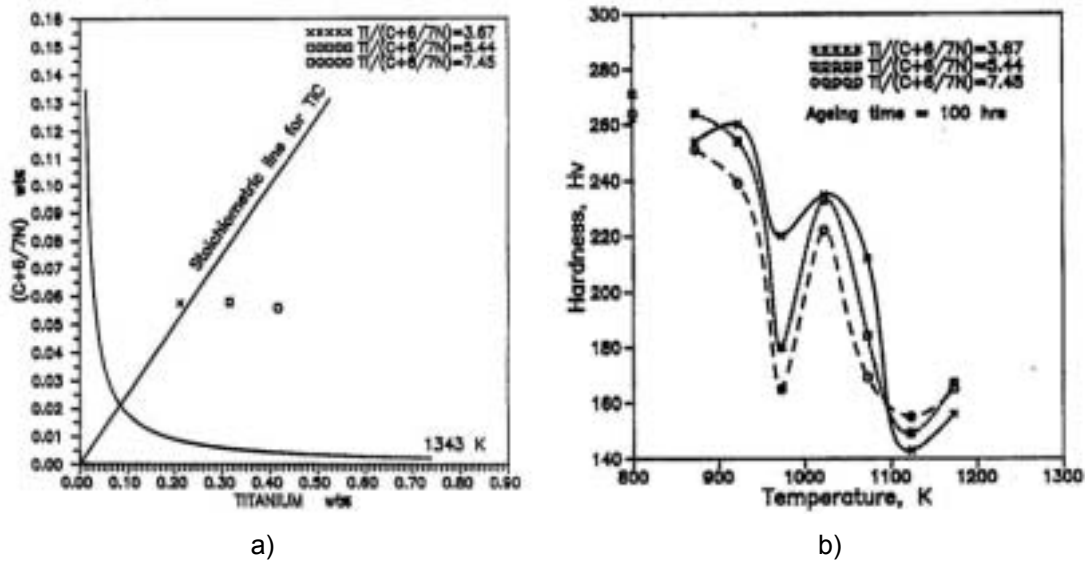 0.16
0.15
0.14
0.13
0.12
0.11
0.10
0.09
0.08
0.07
0.06
0.05
0.04
0.03
0.02
0.01
0.00
(C+6/7N) wt%
×××××  TI/(C+6/7N)=3.67
□□□□□  TI/(C+6/7N)=5.44
ooooo  TI/(C+6/7N)=7.45
Stoichiometric line for TiC
1343 K
0.00 0.10 0.20 0.30 0.40 0.50 0.60 0.70 0.80 0.90
TITANIUM wt%
a)
300
280
260
240
220
200
180
160
140
Hardness, Hv
×××××  TI/(C+6/7N)=3.67
□□□□□  TI/(C+6/7N)=5.44
ooooo  TI/(C+6/7N)=7.45
Ageing time = 100 hrs
800 900 1000 1100 1200 1300
Temperature, K
b)